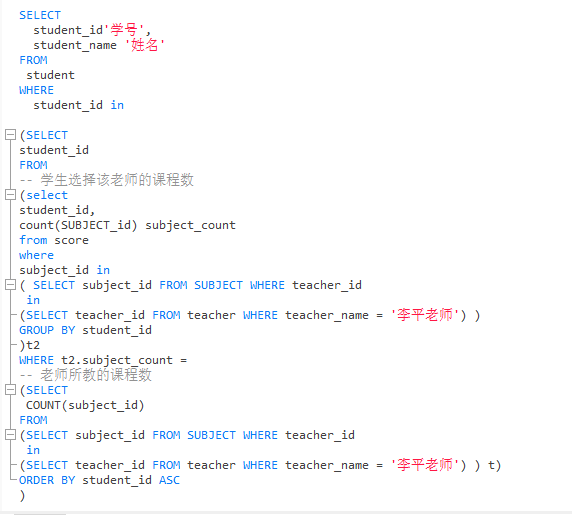 SELECT
student_id'学号',
student_name '姓名'
FROM
student
WHERE
student_id in
(SELECT
student_id
FROM
-- 学生选择该老师的课程数
(select
student_id,
count(SUBJECT_id) subject_count
from score
where
subject_id in
( SELECT subject_id FROM SUBJECT WHERE teacher_id
in
(SELECT teacher_id FROM teacher WHERE teacher_name = '李平老师') )
GROUP BY student_id
)t2
WHERE t2.subject_count =
-- 老师所教的课程数
(SELECT
COUNT(subject_id)
FROM
(SELECT subject_id FROM SUBJECT WHERE teacher_id
in
(SELECT teacher_id FROM teacher WHERE teacher_name = '李平老师') ) t)
ORDER BY student_id ASC
)